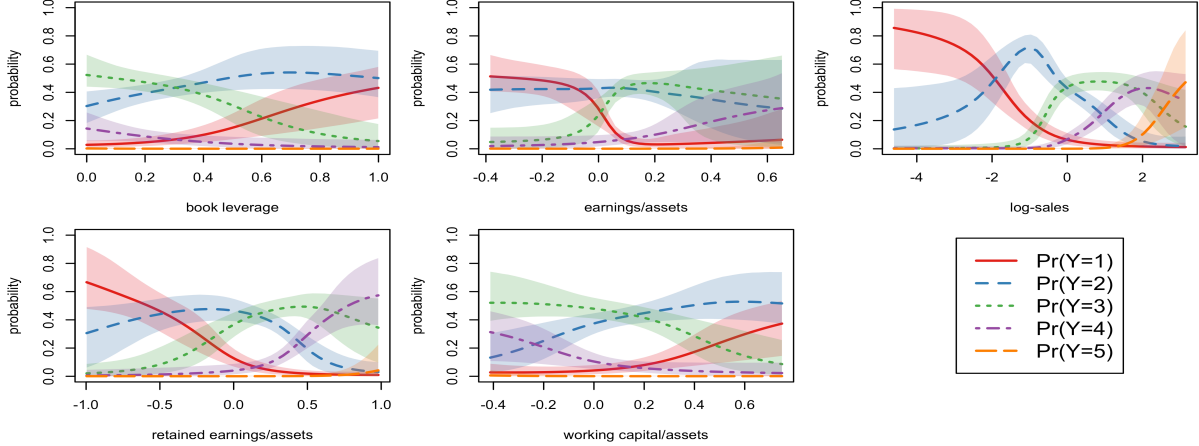 probability
0.0 0.2 0.4 0.6 0.8 1.0
0.0 0.2 0.4 0.6 0.8 1.0
book leverage
probability
0.0 0.2 0.4 0.6 0.8 1.0
-0.4 -0.2 0.0 0.2 0.4 0.6
earnings/assets
probability
0.0 0.2 0.4 0.6 0.8 1.0
-4 -2 0 2
log-sales
probability
0.0 0.2 0.4 0.6 0.8 1.0
-1.0 -0.5 0.0 0.5 1.0
retained earnings/assets
probability
0.0 0.2 0.4 0.6 0.8 1.0
-0.4 -0.2 0.0 0.2 0.4 0.6
working capital/assets
Pr(Y=1)
Pr(Y=2)
Pr(Y=3)
Pr(Y=4)
Pr(Y=5)